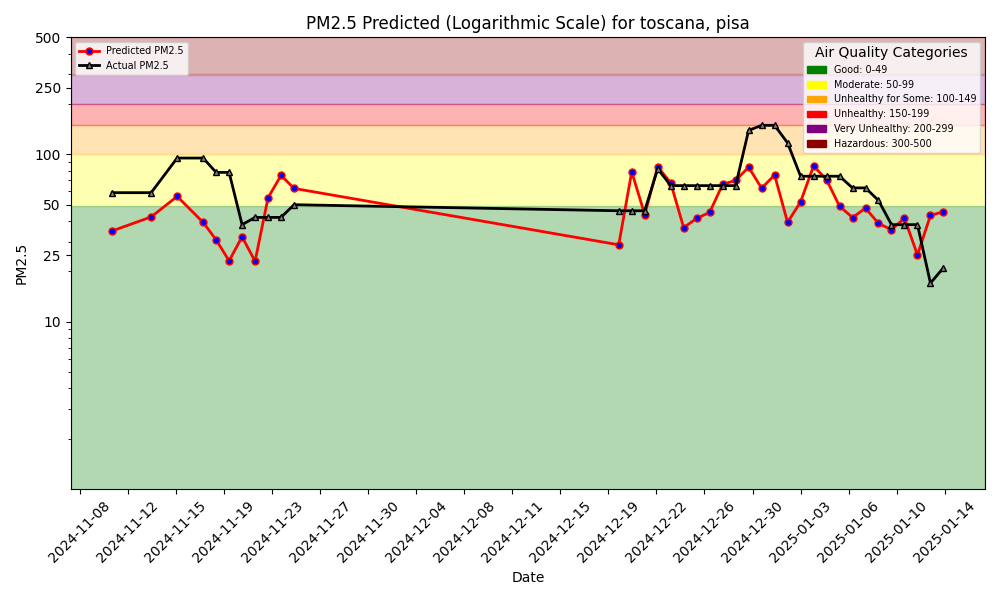 PM2.5 Predicted (Logarithmic Scale) for toscana, pisa
Predicted PM2.5
Actual PM2.5
Air Quality Categories
Good: 0-49
Moderate: 50-99
Unhealthy for Some: 100-149
Unhealthy: 150-199
Very Unhealthy: 200-299
Hazardous: 300-500
PM2.5
500
250
100
50
25
10
2024-11-08
2024-11-12
2024-11-15
2024-11-19
2024-11-23
2024-11-27
2024-11-30
2024-12-04
2024-12-08
2024-12-11
2024-12-15
2024-12-19
2024-12-22
2024-12-26
2024-12-30
2025-01-03
2025-01-06
2025-01-10
2025-01-14
Date